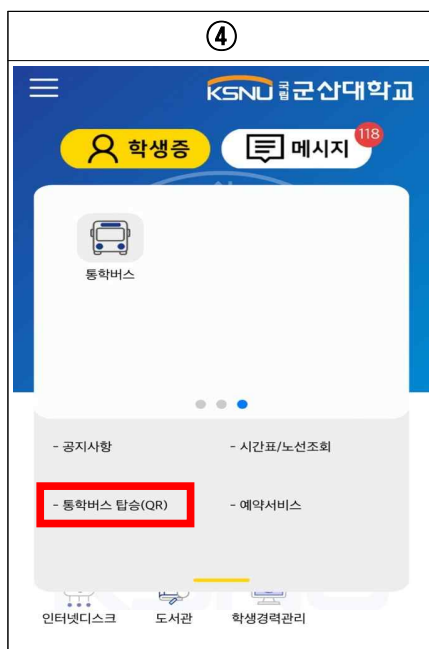 ④
KSNU 국립군산대학교
학생증 메시지 118
통학버스
- 공지사항 - 시간표/노선조회
- 통학버스 탑승(QR) - 예약서비스
인터넷디스크 도서관 학생경력관리